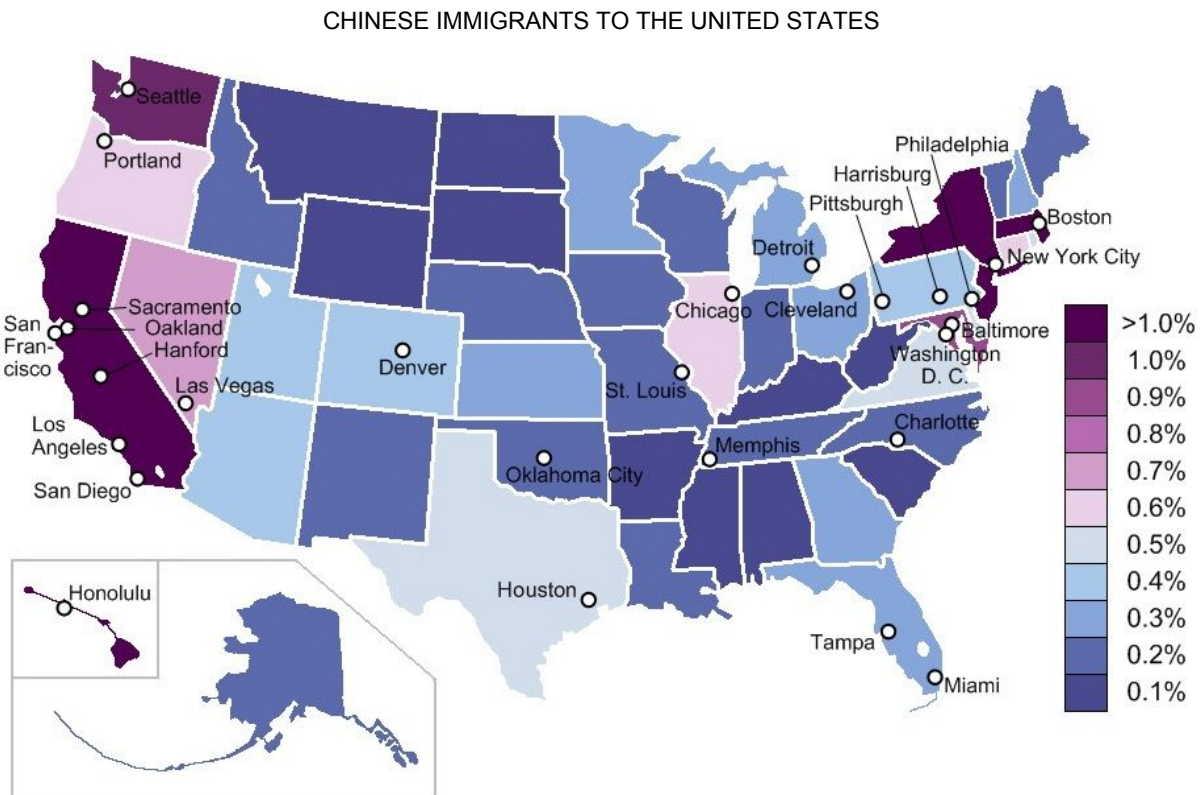 CHINESE IMMIGRANTS TO THE UNITED STATES
Seattle
Portland
Philadelphia
Harrisburg
Pittsburgh
Boston
Detroit
New York City
Sacramento
San
Fran-
cisco
Oakland
Hanford
Chicago
Cleveland
Baltimore
Washington
D. C.
Denver
Las Vegas
St. Louis
Los
Angeles
Charlotte
Memphis
Oklahoma City
San Diego
Honolulu
Houston
Tampa
Miami
>1.0%
1.0%
0.9%
0.8%
0.7%
0.6%
0.5%
0.4%
0.3%
0.2%
0.1%